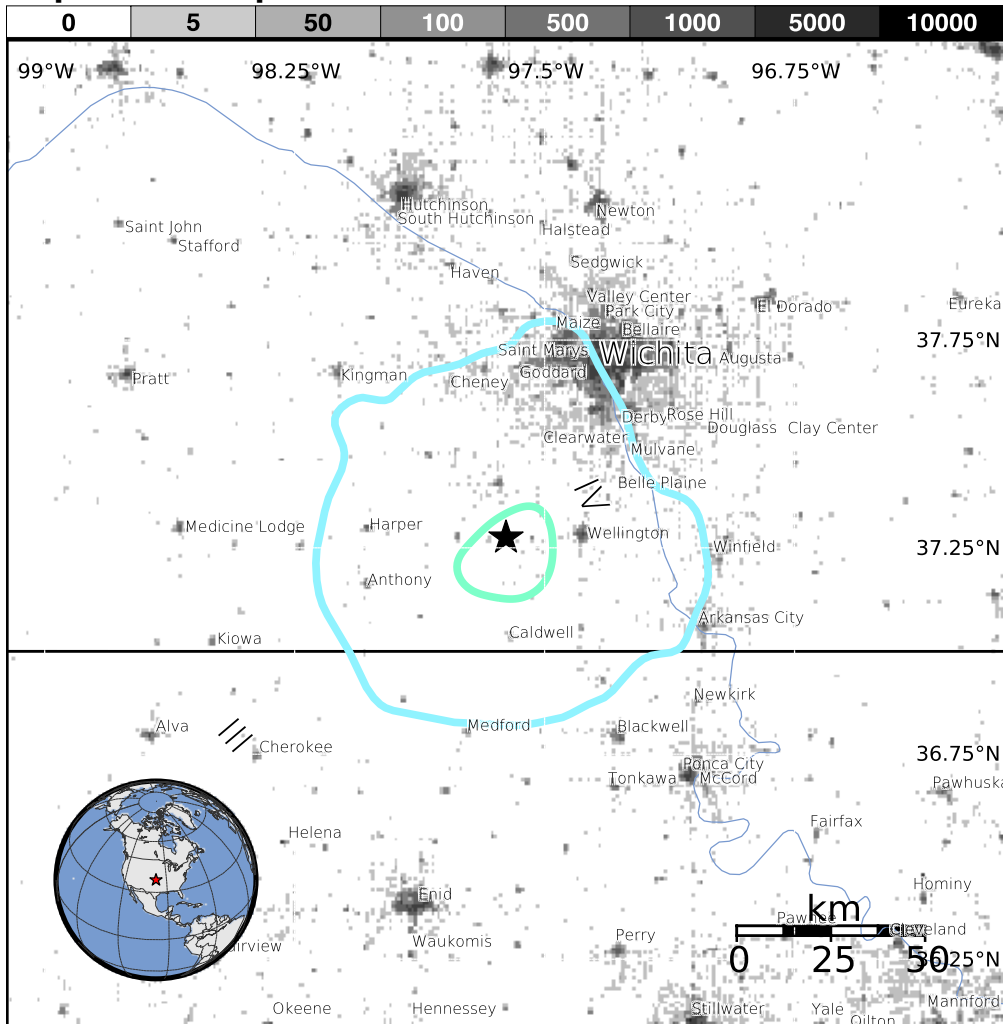 0 5 50 100 500 1000 5000 10000
99°W 98.25°W 97.5°W 96.75°W
Hutchinson
Newton
South Hutchinson
Saint John
Halstead
Stafford
Sedgwick
Haven
Valley Center
Eureka
El Dorado
Park City
Maize
Bellaire
37.75°N
Saint Marys
Wichita
Augusta
Goddard
Kingman
Pratt
Cheney
Rose Hill
Derby
Douglass
Clay Center
Clearwater
Mulvane
Belle Plaine
Harper
Medicine Lodge
Wellington
Winfield
37.25°N
Anthony
Arkansas City
Caldwell
Kiowa
Newkirk
Alva
Medford
Blackwell
Cherokee
36.75°N
Ponca City
Tonkawa
McCord
Pawhuska
Fairfax
Helena
Hominy
Enid
km
Pawnee
Cleveland
Perry
Waukomis
0 25 50
36.25°N
Mannford
Okeene
Hennessey
Stillwater
Yale
Oilton